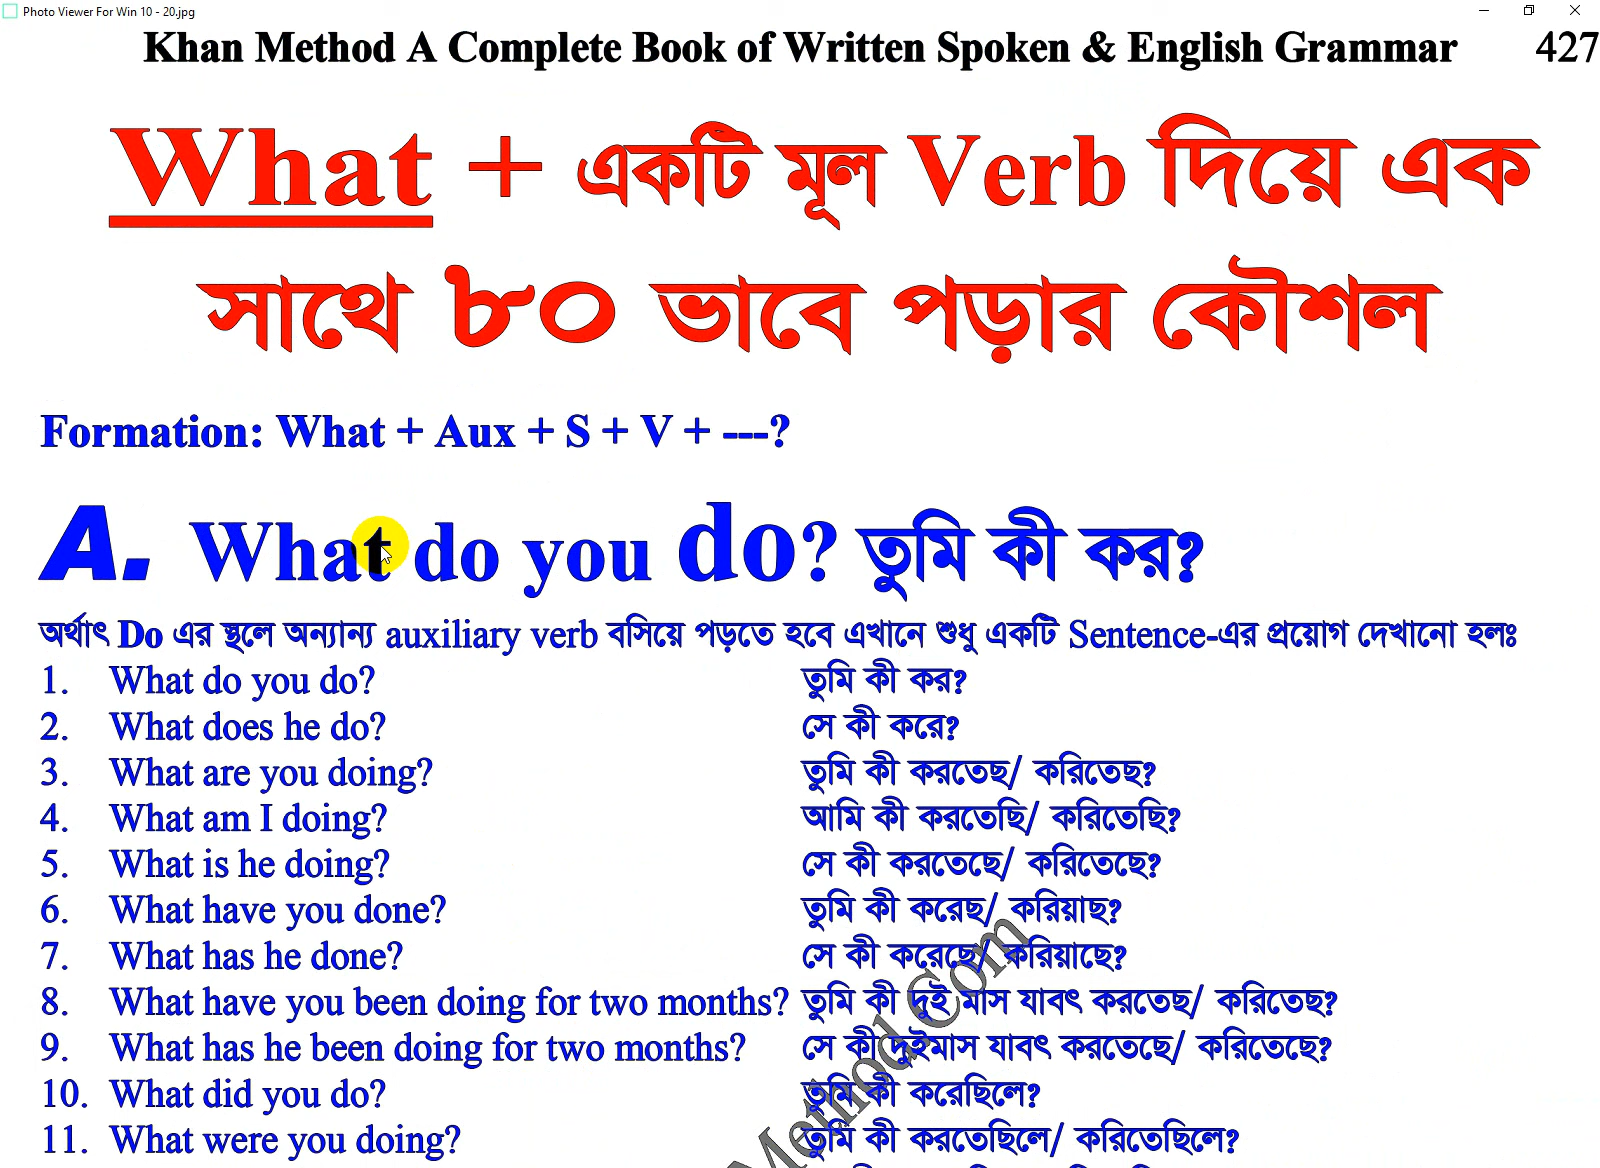 Photo Viewer For Win 10 - 20.jpg
Khan Method A Complete Book of Written Spoken & English Grammar 427
What + একটি মূল Verb দিয়ে এক
সাথে ৮০ ভাবে পড়ার কৌশল
Formation: What + Aux + S + V + ---?
A. What do you do? তুমি কী কর?
অর্থাৎ Do এর স্থলে অন্যান্য auxiliary verb বসিয়ে পড়তে হবে এখানে শুধু একটি Sentence-এর প্রয়োগ দেখানো হলঃ
1. What do you do? তুমি কী কর?
2. What does he do? সে কী করে?
3. What are you doing? তুমি কী করতেছ/ করিতেছ?
4. What am I doing? আমি কী করতেছি/ করিতেছি?
5. What is he doing? সে কী করতেছে/ করিতেছে?
6. What have you done? তুমি কী করেছ/ করিয়াছ?
7. What has he done? সে কী করেছে/ করিয়াছে?
8. What have you been doing for two months? তুমি কী দুই মাস যাবৎ করতেছ/ করিতেছ?
9. What has he been doing for two months? সে কী দুইমাস যাবৎ করতেছে/ করিতেছে?
10. What did you do? তুমি কী করেছিলে?
11. What were you doing? তুমি কী করতেছিলে/ করিতেছিলে?
Method.Com